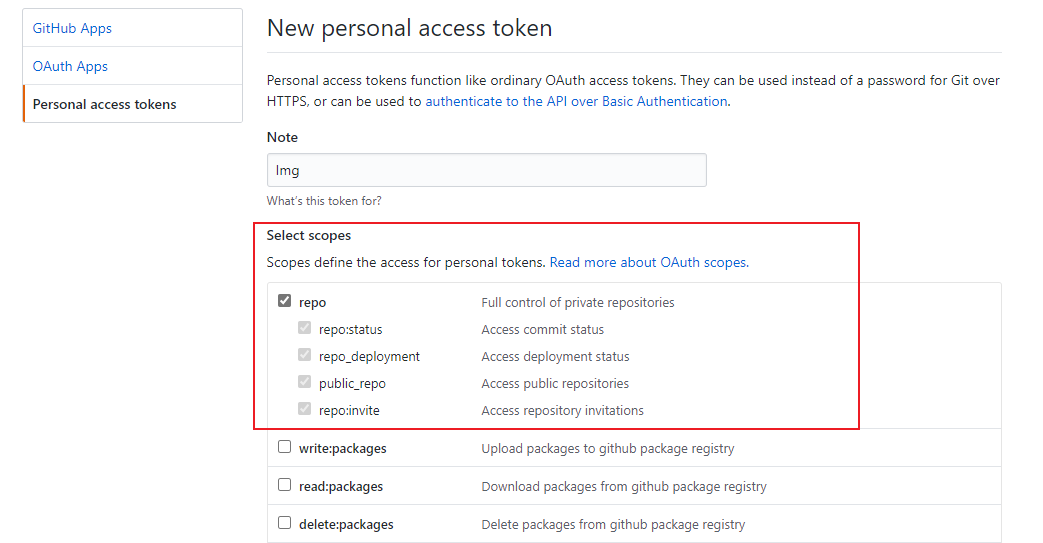 GitHub Apps
OAuth Apps
Personal access tokens
New personal access token
Personal access tokens function like ordinary OAuth access tokens. They can be used instead of a password for Git over
HTTPS, or can be used to authenticate to the API over Basic Authentication.
Note
Img
What's this token for?
Select scopes
Scopes define the access for personal tokens. Read more about OAuth scopes.
repo Full control of private repositories
repo:status Access commit status
repo_deployment Access deployment status
public_repo Access public repositories
repo:invite Access repository invitations
write:packages Upload packages to github package registry
read:packages Download packages from github package registry
delete:packages Delete packages from github package registry